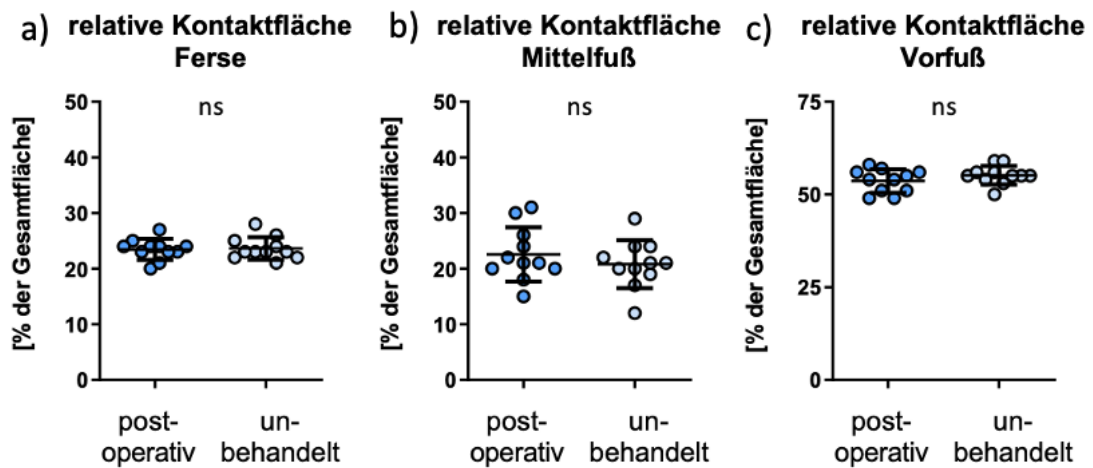 a) relative Kontaktfläche
Ferse
ns
[% der Gesamtfläche]
50
40
30
20
10
0
post-
operativ
un-
behandelt
b) relative Kontaktfläche
Mittelfuß
ns
[% der Gesamtfläche]
50
40
30
20
10
0
post-
operativ
un-
behandelt
c) relative Kontaktfläche
Vorfuß
ns
[% der Gesamtfläche]
75
50
25
0
post-
operativ
un-
behandelt